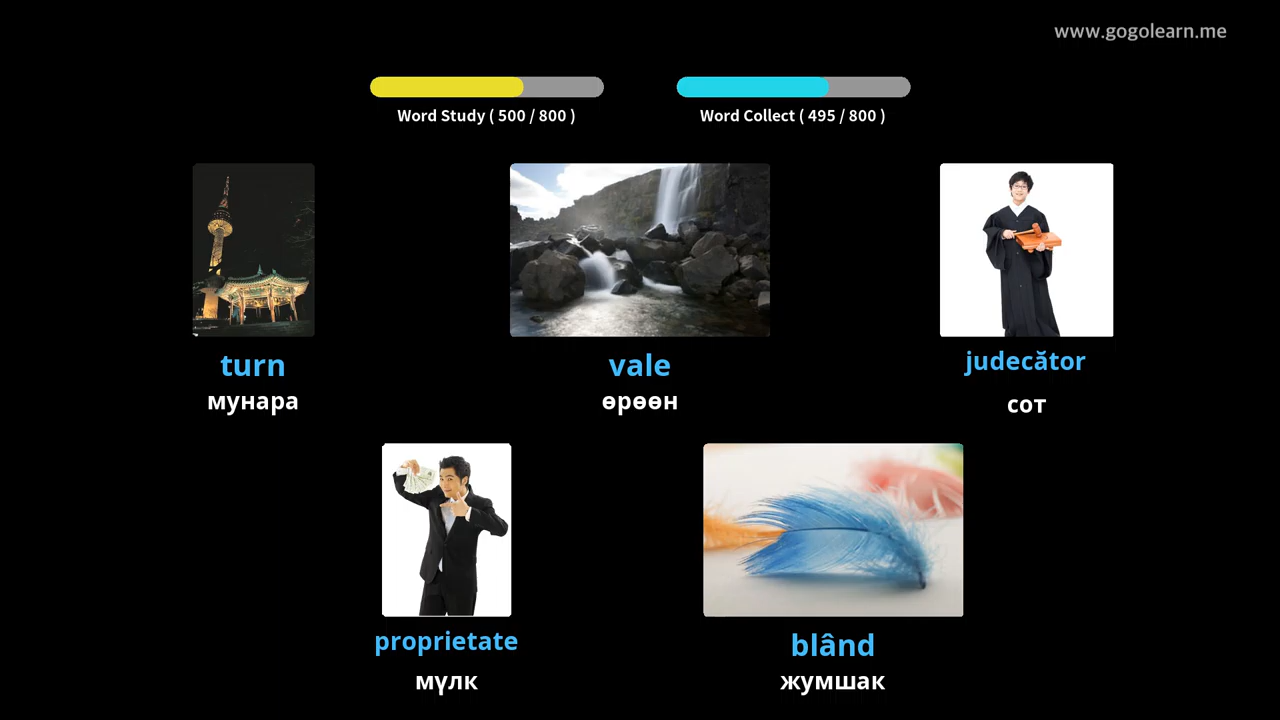 www.gogolearn.me
Word Study ( 500 / 800 )
Word Collect ( 495 / 800 )
turn
мунара
vale
өрөөн
judecător
сот
proprietate
мүлк
blând
жумшак